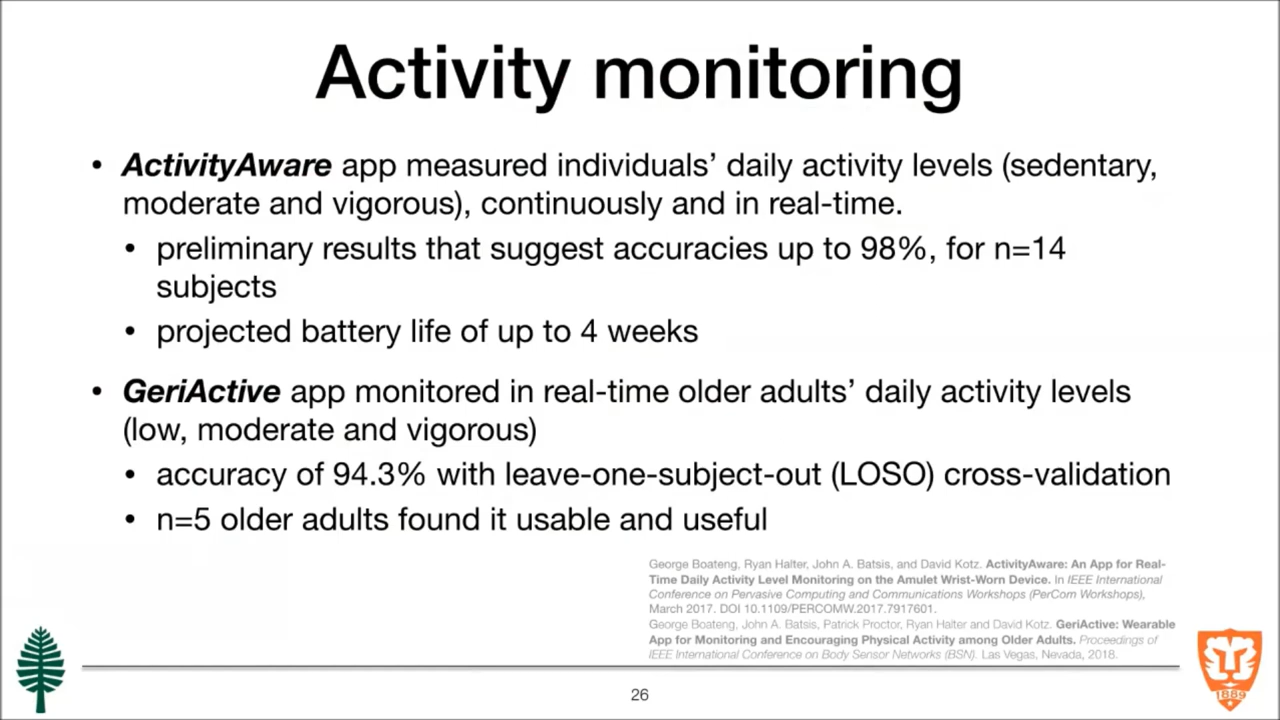 Activity monitoring
• ActivityAware app measured individuals’ daily activity levels (sedentary,
moderate and vigorous), continuously and in real-time.
• preliminary results that suggest accuracies up to 98%, for n=14
subjects
• projected battery life of up to 4 weeks
• GeriActive app monitored in real-time older adults’ daily activity levels
(low, moderate and vigorous)
• accuracy of 94.3% with leave-one-subject-out (LOSO) cross-validation
• n=5 older adults found it usable and useful
George Boateng, Ryan Halter, John A. Batsis, and David Kotz. ActivityAware: An App for Real-
Time Daily Activity Level Monitoring on the Amulet Wrist-Worn Device. In IEEE International
Conference on Pervasive Computing and Communications Workshops (PerCom Workshops),
March 2017. DOI 10.1109/PERCOMW.2017.7917601.
George Boateng, John A. Batsis, Patrick Proctor, Ryan Halter and David Kotz. GeriActive: Wearable
App for Monitoring and Encouraging Physical Activity among Older Adults. Proceedings of
IEEE International Conference on Body Sensor Networks (BSN). Las Vegas, Nevada, 2018.
1889
26